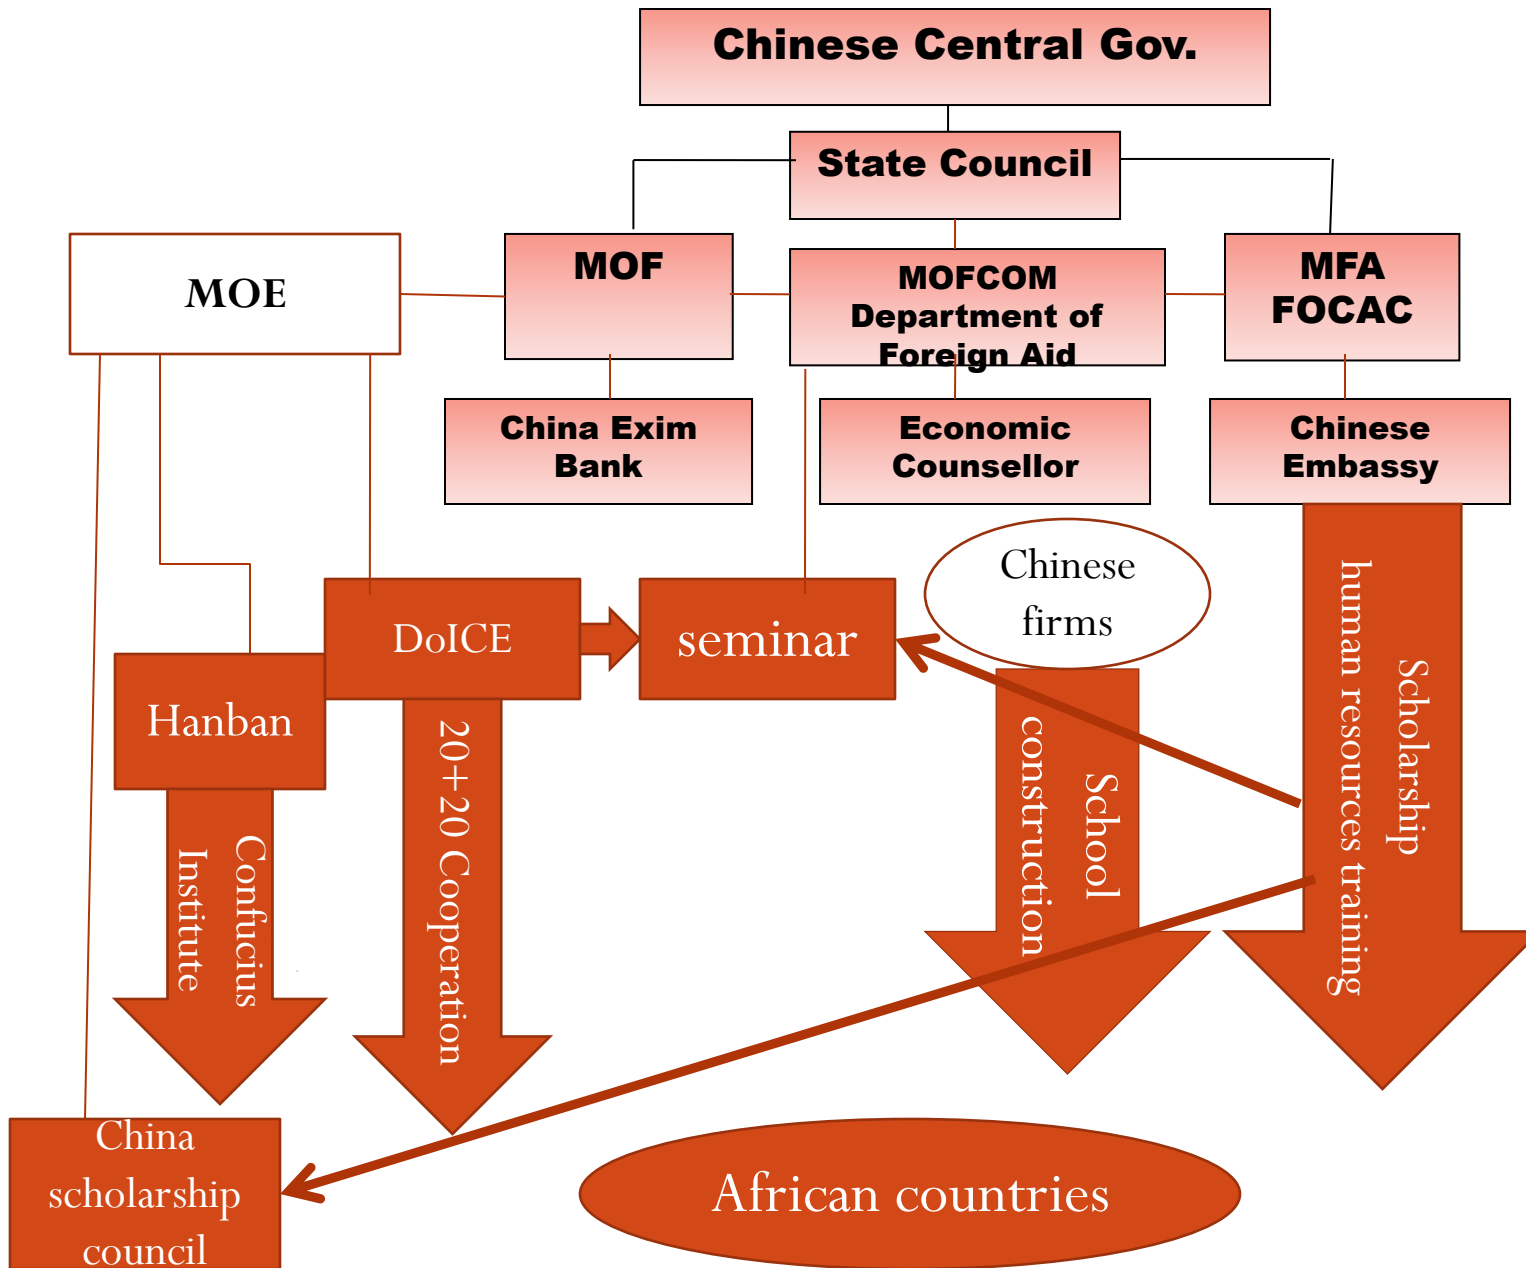 Chinese Central Gov.
State Council
MOE
MOF
MOFCOM
Department of
Foreign Aid
MFA
FOCAC
China Exim
Bank
Economic
Counsellor
Chinese
Embassy
Chinese
firms
DoICE
seminar
Hanban
Confucius
Institute
20+20 Cooperation
School
construction
Scholarship
human resources training
China
scholarship
council
African countries